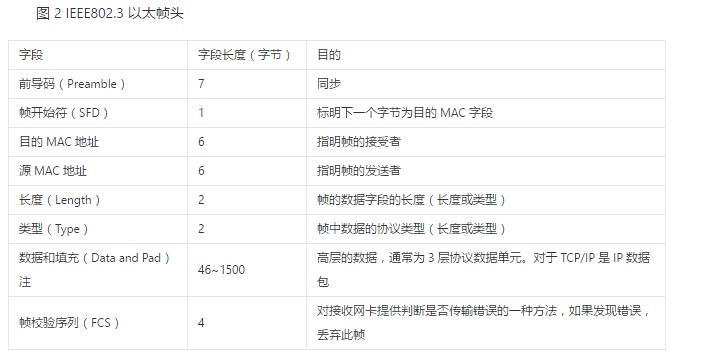 图 2 IEEE802.3 以太帧头
字段 字段长度（字节） 目的
前导码（Preamble） 7 同步
帧开始符（SFD） 1 标明下一个字节为目的 MAC 字段
目的 MAC 地址 6 指明帧的接受者
源 MAC 地址 6 指明帧的发送者
长度（Length） 2 帧的数据字段的长度（长度或类型）
类型（Type） 2 帧中数据的协议类型（长度或类型）
数据和填充（Data and Pad）
注
46~1500
高层的数据，通常为 3 层协议数据单元。对于 TCP/IP 是 IP 数据
包
帧校验序列（FCS） 4
对接收网卡提供判断是否传输错误的一种方法，如果发现错误，
丢弃此帧